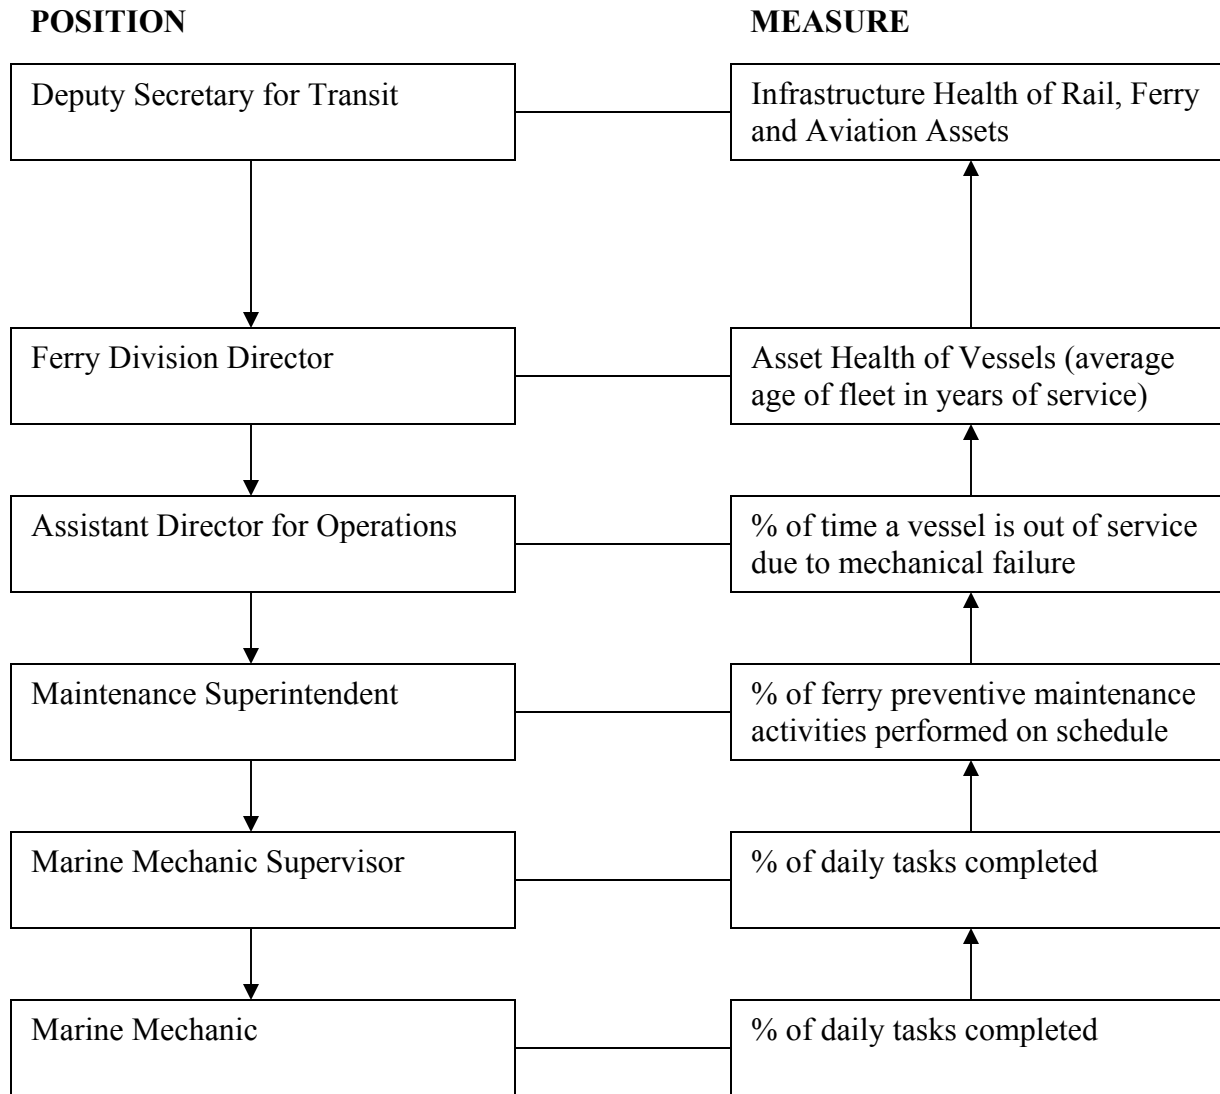 POSITION
MEASURE
Deputy Secretary for Transit
Infrastructure Health of Rail, Ferry
and Aviation Assets
Ferry Division Director
Asset Health of Vessels (average
age of fleet in years of service)
Assistant Director for Operations
% of time a vessel is out of service
due to mechanical failure
Maintenance Superintendent
% of ferry preventive maintenance
activities performed on schedule
Marine Mechanic Supervisor
% of daily tasks completed
Marine Mechanic
% of daily tasks completed